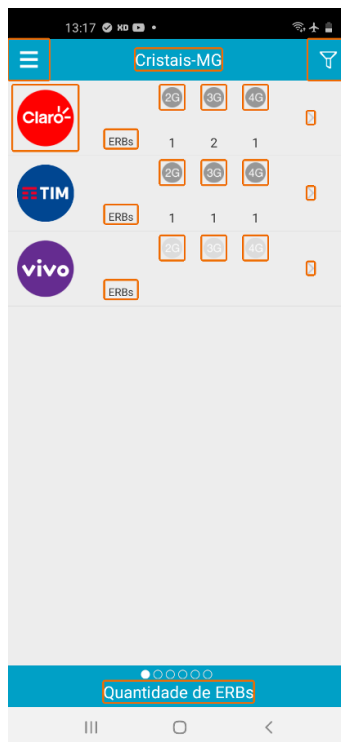 13:17
Cristais-MG
Claro 2G 3G 4G
ERBs 1 2 1
TIM 2G 3G 4G
ERBs 1 1 1
vivo 2G 3G 4G
ERBs
Quantidade de ERBs